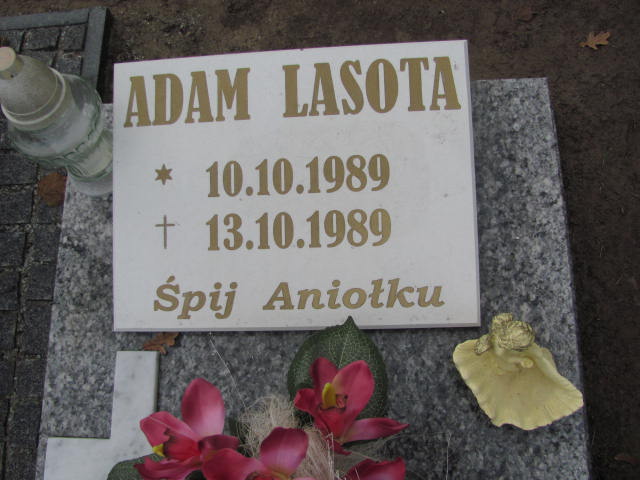 ADAM LASOTA
* 10.10.1989
† 13.10.1989
Śpij Aniołku